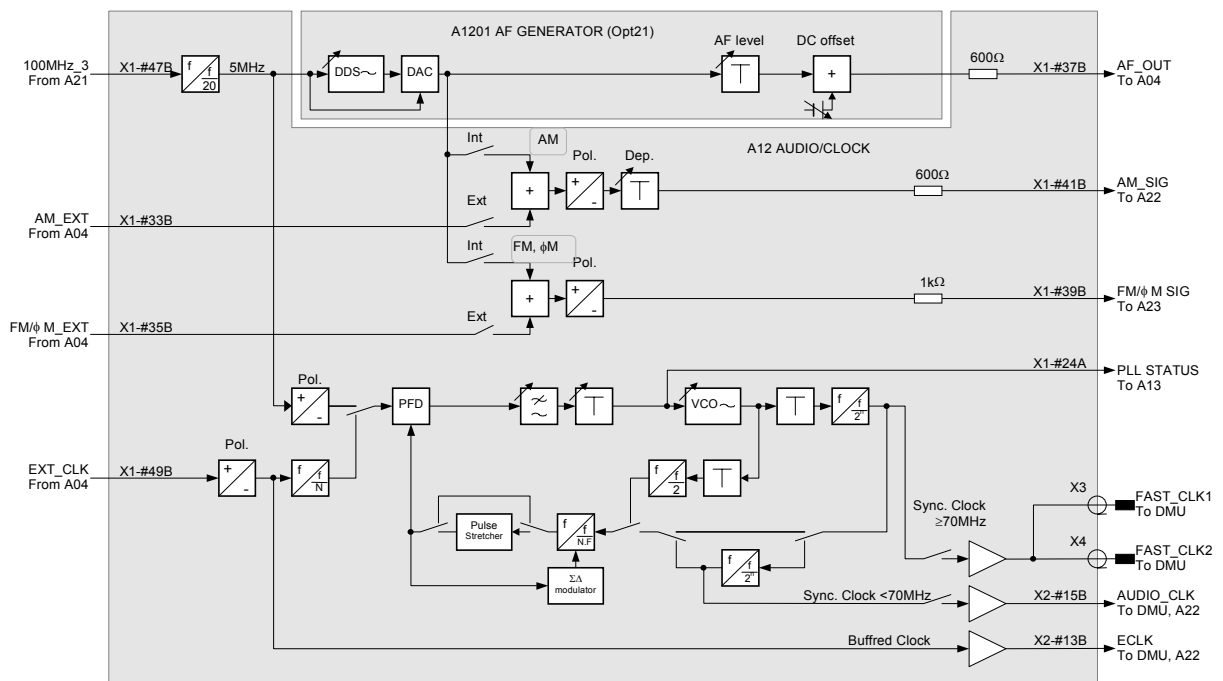 A1201 AF GENERATOR (Opt21)
AF level
DC offset
100MHz_3
From A21
X1-#47B
f
f
20
5MHz
DDS
DAC
+
600Ω
X1-#37B
AF_OUT
To A04
A12 AUDIO/CLOCK
Int
AM
Pol.
Dep.
+
+
-
600Ω
X1-#41B
AM_SIG
To A22
Ext
AM_EXT
From A04
X1-#33B
Int
FM, ϕM
Pol.
+
+
-
1kΩ
X1-#39B
FM/ϕ M SIG
To A23
Ext
FM/ϕ M_EXT
From A04
X1-#35B
X1-#24A
PLL STATUS
To A13
Pol.
+
-
PFD
VCO
f
f
2ⁿ
Pol.
EXT_CLK
From A04
X1-#49B
+
-
f
f
N
f
f
2
X3
FAST_CLK1
To DMU
Sync. Clock
≥70MHz
Pulse
Stretcher
f
f
N.F
X4
FAST_CLK2
To DMU
f
f
2ⁿ
ΣΔ
modulator
Sync. Clock <70MHz
X2-#15B
AUDIO_CLK
To DMU, A22
Buffred Clock
X2-#13B
ECLK
To DMU, A22